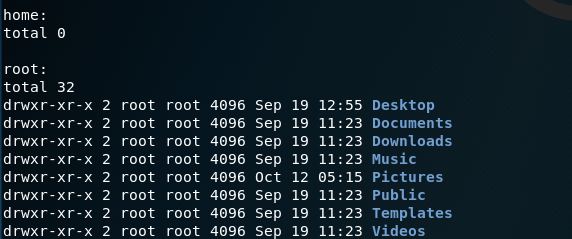 home:
total 0

root:
total 32
drwxr-xr-x 2 root root 4096 Sep 19 12:55 Desktop
drwxr-xr-x 2 root root 4096 Sep 19 11:23 Documents
drwxr-xr-x 2 root root 4096 Sep 19 11:23 Downloads
drwxr-xr-x 2 root root 4096 Sep 19 11:23 Music
drwxr-xr-x 2 root root 4096 Oct 12 05:15 Pictures
drwxr-xr-x 2 root root 4096 Sep 19 11:23 Public
drwxr-xr-x 2 root root 4096 Sep 19 11:23 Templates
drwxr-xr-x 2 root root 4096 Sep 19 11:23 Videos